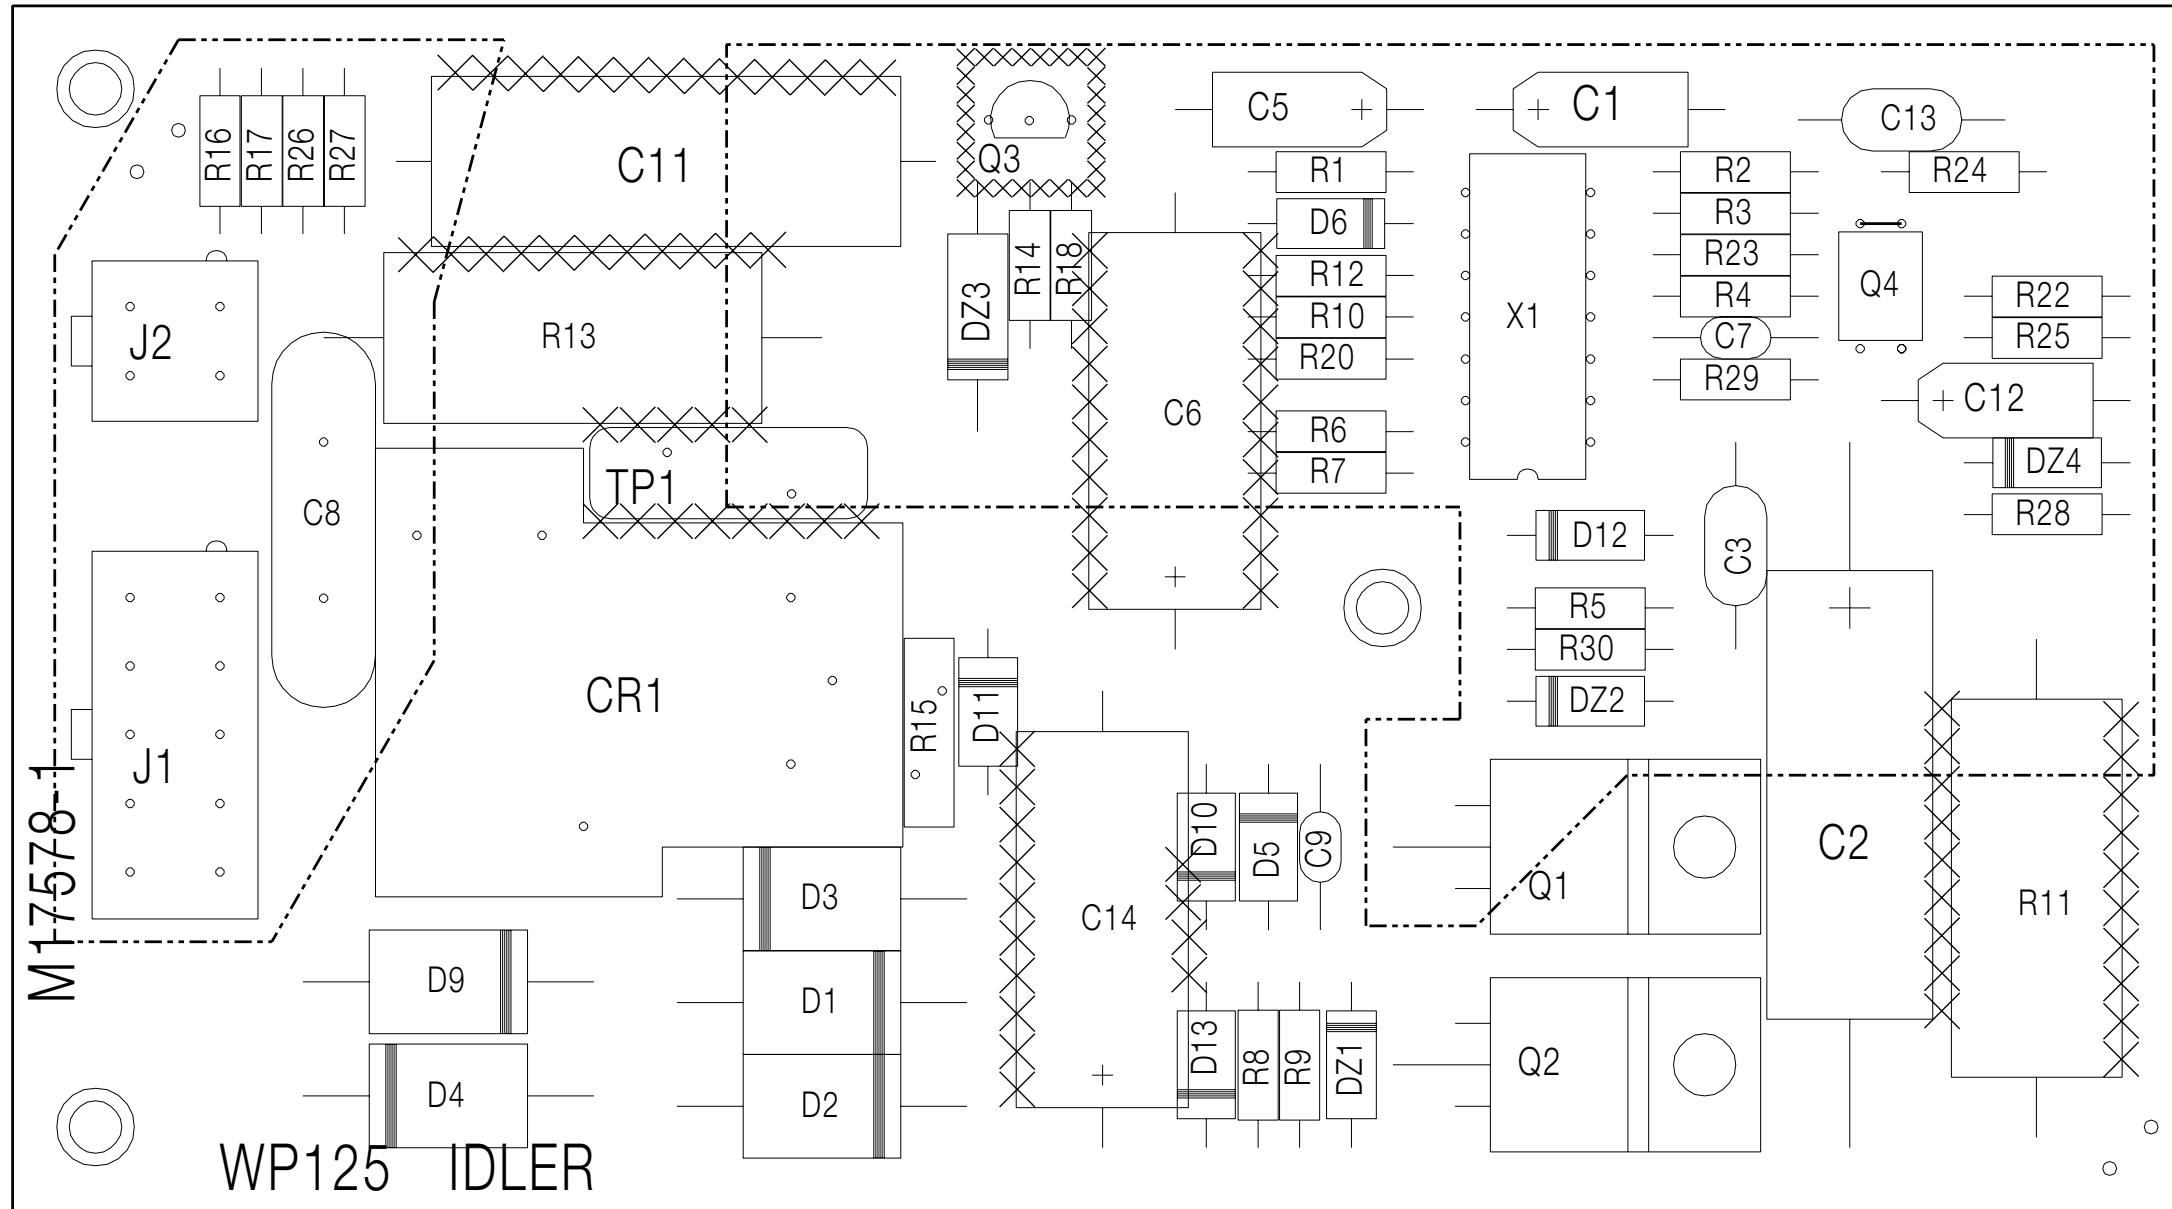 R16
R17
R26
R27
C11
Q3
C5
C1
C13
R1
R2
R24
D6
R3
R14
R18
R23
R12
R4
Q4
R22
DZ3
R10
X1
C7
R25
J2
R13
R20
R29
C6
C12
R6
TP1
R7
DZ4
C8
D12
C3
R28
R5
R30
CR1
DZ2
R15
D11
J1
D10
D5
C9
C2
M17578-1
D3
Q1
C14
R11
D9
D1
D13
R8
R9
DZ1
Q2
D4
D2
WP125 IDLER